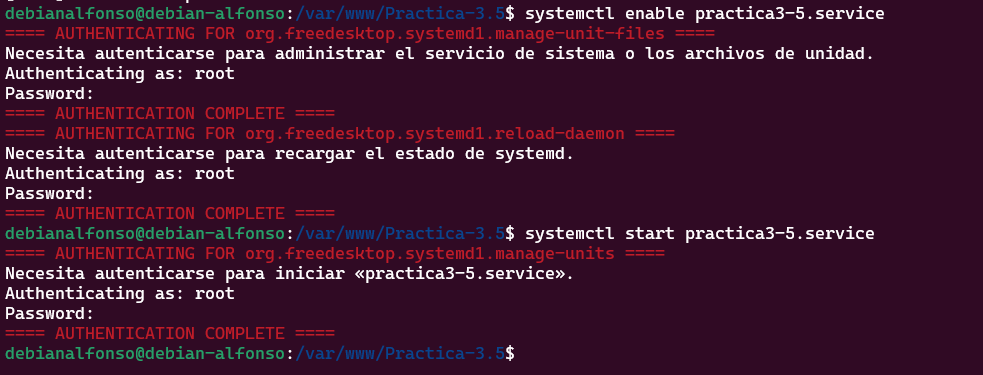 debianalfonso@debian-alfonso:/var/www/Practica-3.5$ systemctl enable practica3-5.service
==== AUTHENTICATING FOR org.freedesktop.systemd1.manage-unit-files ====
Necesita autenticarse para administrar el servicio de sistema o los archivos de unidad.
Authenticating as: root
Password:
==== AUTHENTICATION COMPLETE ====
==== AUTHENTICATING FOR org.freedesktop.systemd1.reload-daemon ====
Necesita autenticarse para recargar el estado de systemd.
Authenticating as: root
Password:
==== AUTHENTICATION COMPLETE ====
debianalfonso@debian-alfonso:/var/www/Practica-3.5$ systemctl start practica3-5.service
==== AUTHENTICATING FOR org.freedesktop.systemd1.manage-units ====
Necesita autenticarse para iniciar «practica3-5.service».
Authenticating as: root
Password:
==== AUTHENTICATION COMPLETE ====
debianalfonso@debian-alfonso:/var/www/Practica-3.5$